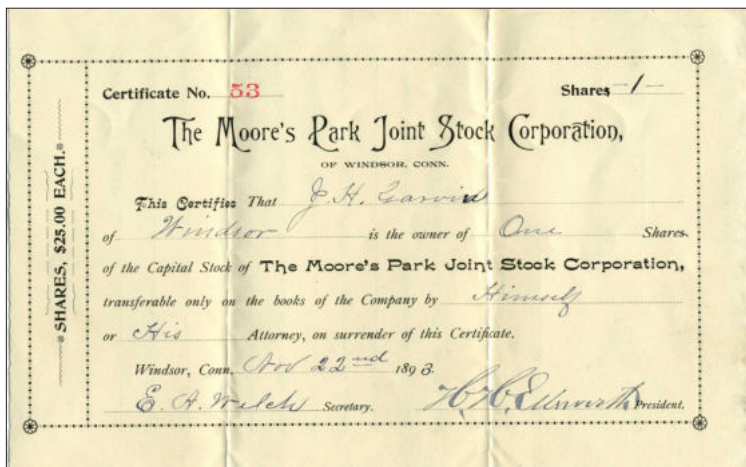 Certificate No. 53 Shares -1-
The Moore's Park Joint Stock Corporation,
OF WINDSOR, CONN.
This Certifies That J. H. Garvin
of Windsor is the owner of One Shares
of the Capital Stock of The Moore's Park Joint Stock Corporation,
transferable only on the books of the Company by Himself
or His Attorney, on surrender of this Certificate.
Windsor, Conn. Nov 22nd 1893.
E. A. Welch Secretary. H. H. Ellsworth President.
SHARES, $25.00 EACH.